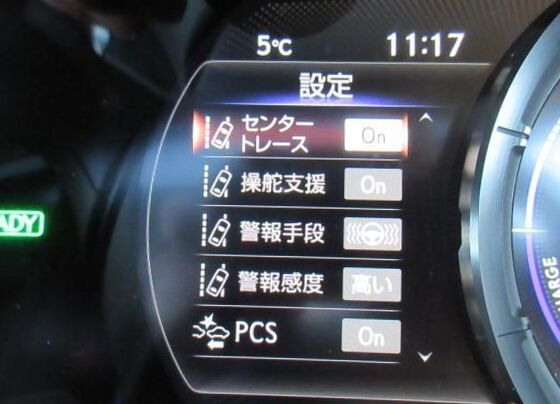 5℃ 11:17
設定
センター
トレース On
操舵支援 On
警報手段
警報感度 高い
PCS On
ADY
ARGE